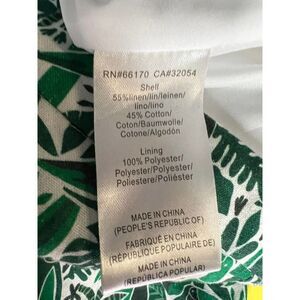 RN#66170 CA#32054
Shell
55%linen/lin/leinen/
lino/lino
45% Cotton/
Coton/Baumwolle/
Cotone/Algodón
Lining
100% Polyester/
Polyester/Polyester/
Poliestere/Poliéster
MADE IN CHINA
(PEOPLE'S REPUBLIC OF)
FABRIQUÉ EN CHINA
(RÉPUBLIQUE POPULAIRE DE)
MADE IN CHINA
(REPÚBLICA POPULAR)